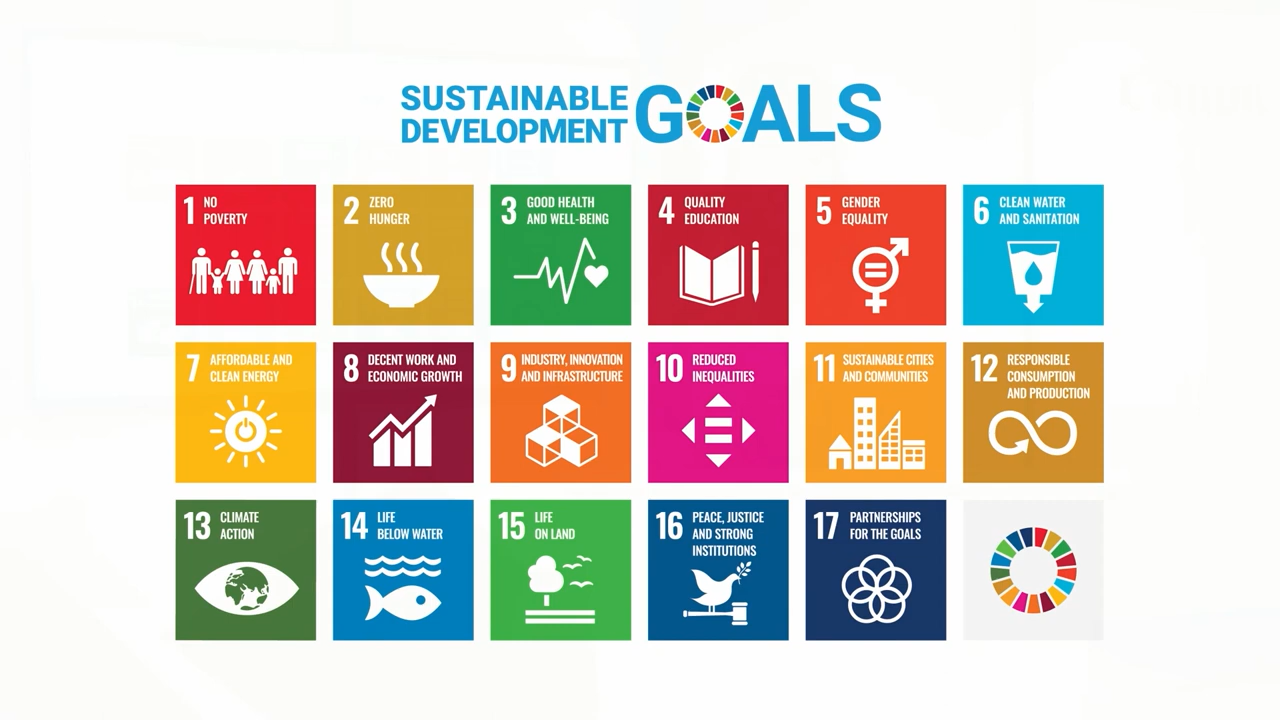 SUSTAINABLE
DEVELOPMENT
GOALS
1 NO
POVERTY
2 ZERO
HUNGER
3 GOOD HEALTH
AND WELL-BEING
4 QUALITY
EDUCATION
5 GENDER
EQUALITY
6 CLEAN WATER
AND SANITATION
7 AFFORDABLE AND
CLEAN ENERGY
8 DECENT WORK AND
ECONOMIC GROWTH
9 INDUSTRY, INNOVATION
AND INFRASTRUCTURE
10 REDUCED
INEQUALITIES
11 SUSTAINABLE CITIES
AND COMMUNITIES
12 RESPONSIBLE
CONSUMPTION
AND PRODUCTION
13 CLIMATE
ACTION
14 LIFE
BELOW WATER
15 LIFE
ON LAND
16 PEACE, JUSTICE
AND STRONG
INSTITUTIONS
17 PARTNERSHIPS
FOR THE GOALS